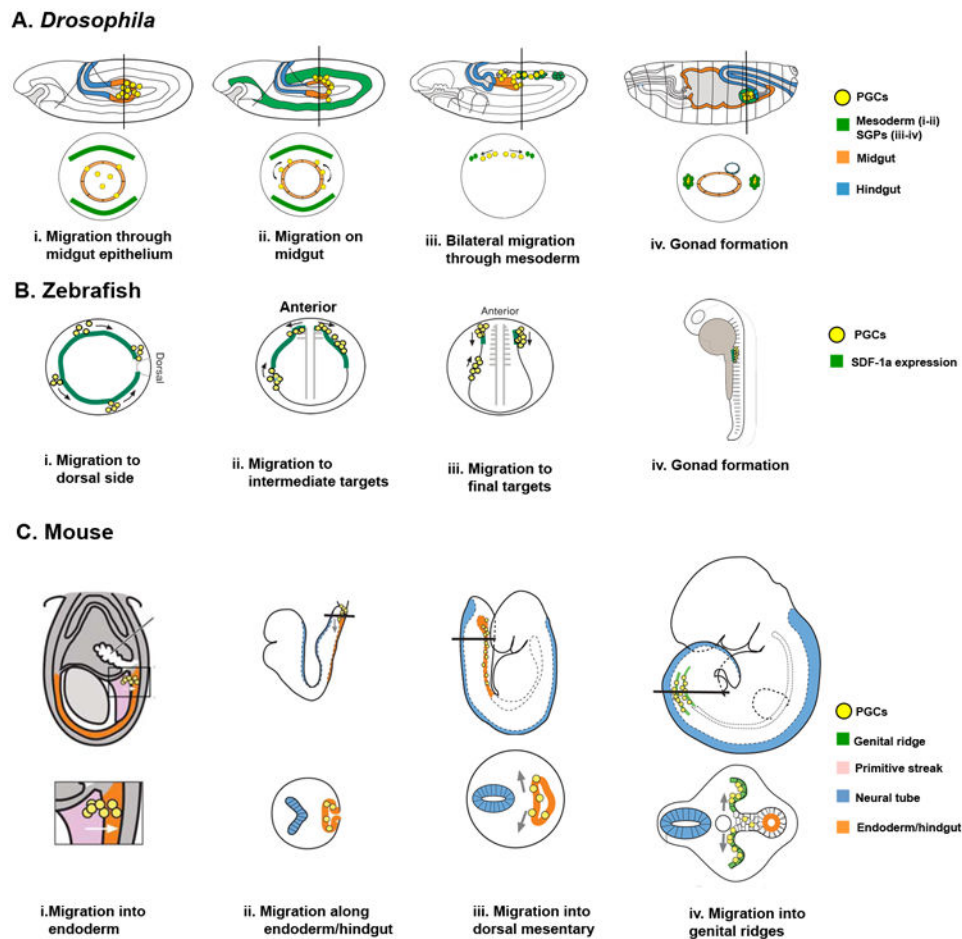 A. Drosophila
PGCs
Mesoderm (i-ii)
SGPs (iii-iv)
Midgut
Hindgut
i. Migration through
midgut epithelium
ii. Migration on
midgut
iii. Bilateral migration
through mesoderm
iv. Gonad formation
B. Zebrafish
Dorsal
Anterior
Anterior
PGCs
SDF-1a expression
i. Migration to
dorsal side
ii. Migration to
intermediate targets
iii. Migration to
final targets
iv. Gonad formation
C. Mouse
PGCs
Genital ridge
Primitive streak
Neural tube
Endoderm/hindgut
i.Migration into
endoderm
ii. Migration along
endoderm/hindgut
iii. Migration into
dorsal mesentary
iv. Migration into
genital ridges